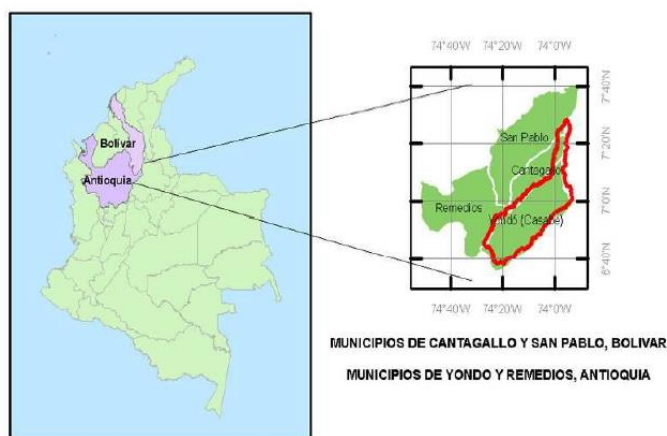 Bolívar
Antioquia
74°40'W 74°20'W 74°0'W
7°40'N
7°20'N
7°0'N
6°40'N
San Pablo
Cantagallo
Remedios
Yondó (Casabe)
74°40'W 74°20'W 74°0'W
MUNICIPIOS DE CANTAGALLO Y SAN PABLO, BOLIVAR
MUNICIPIOS DE YONDO Y REMEDIOS, ANTIOQUIA